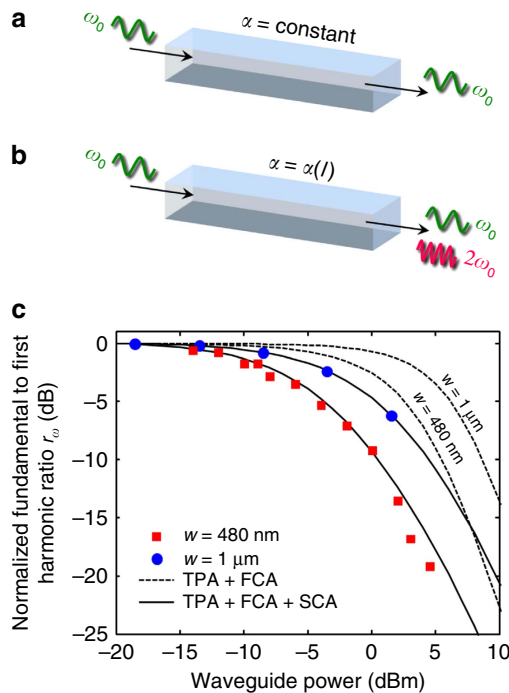 a
α = constant
ω₀
ω₀
b
α = α(I)
ω₀
ω₀
2ω₀
c
Normalized fundamental to first
harmonic ratio rω (dB)
0
−5
−10
−15
−20
−25
w = 1 μm
w = 480 nm
w = 480 nm
w = 1 μm
TPA + FCA
TPA + FCA + SCA
−20
−15
−10
−5
0
5
10
Waveguide power (dBm)